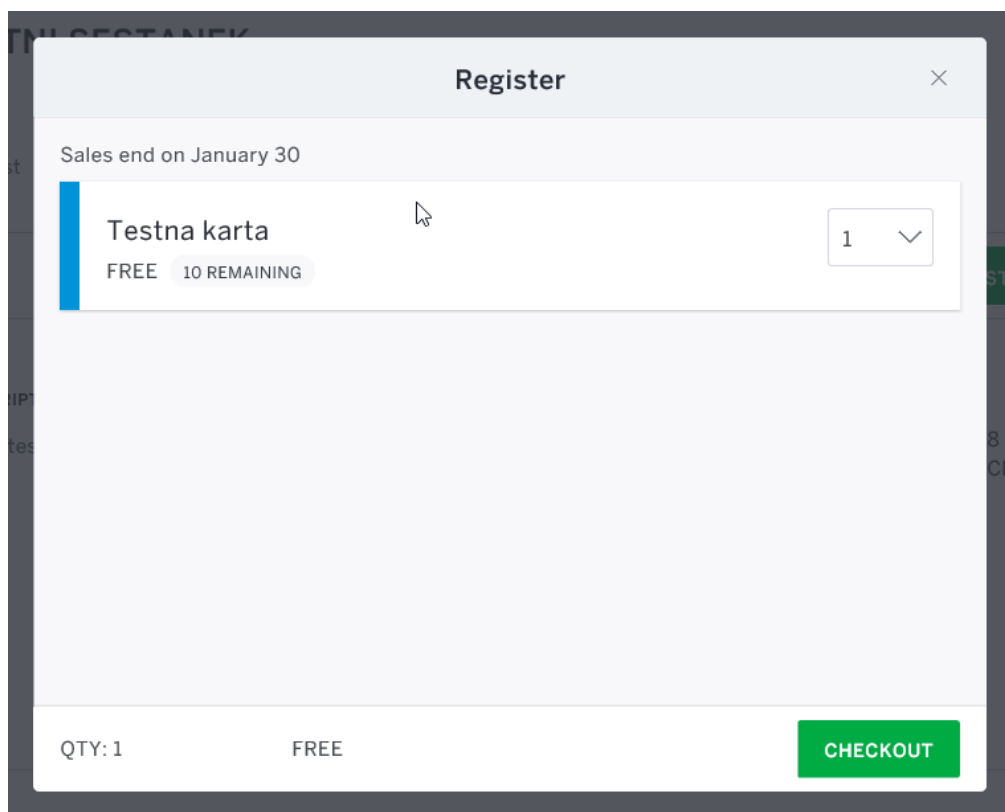 Register
Sales end on January 30
Testna karta
1
FREE 10 REMAINING
QTY: 1 FREE CHECKOUT